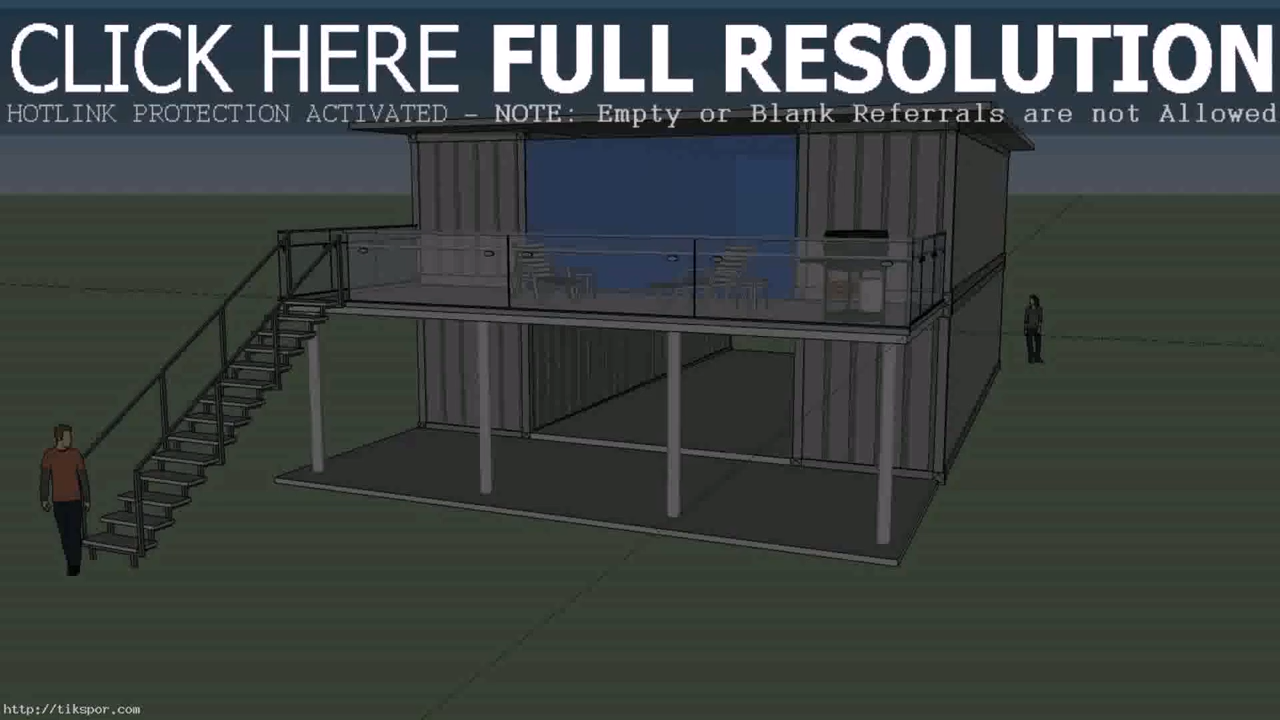 CLICK HERE FULL RESOLUTION
HOTLINK PROTECTION ACTIVATED – NOTE: Empty or Blank Referrals are not Allowed
http://tikspor.com